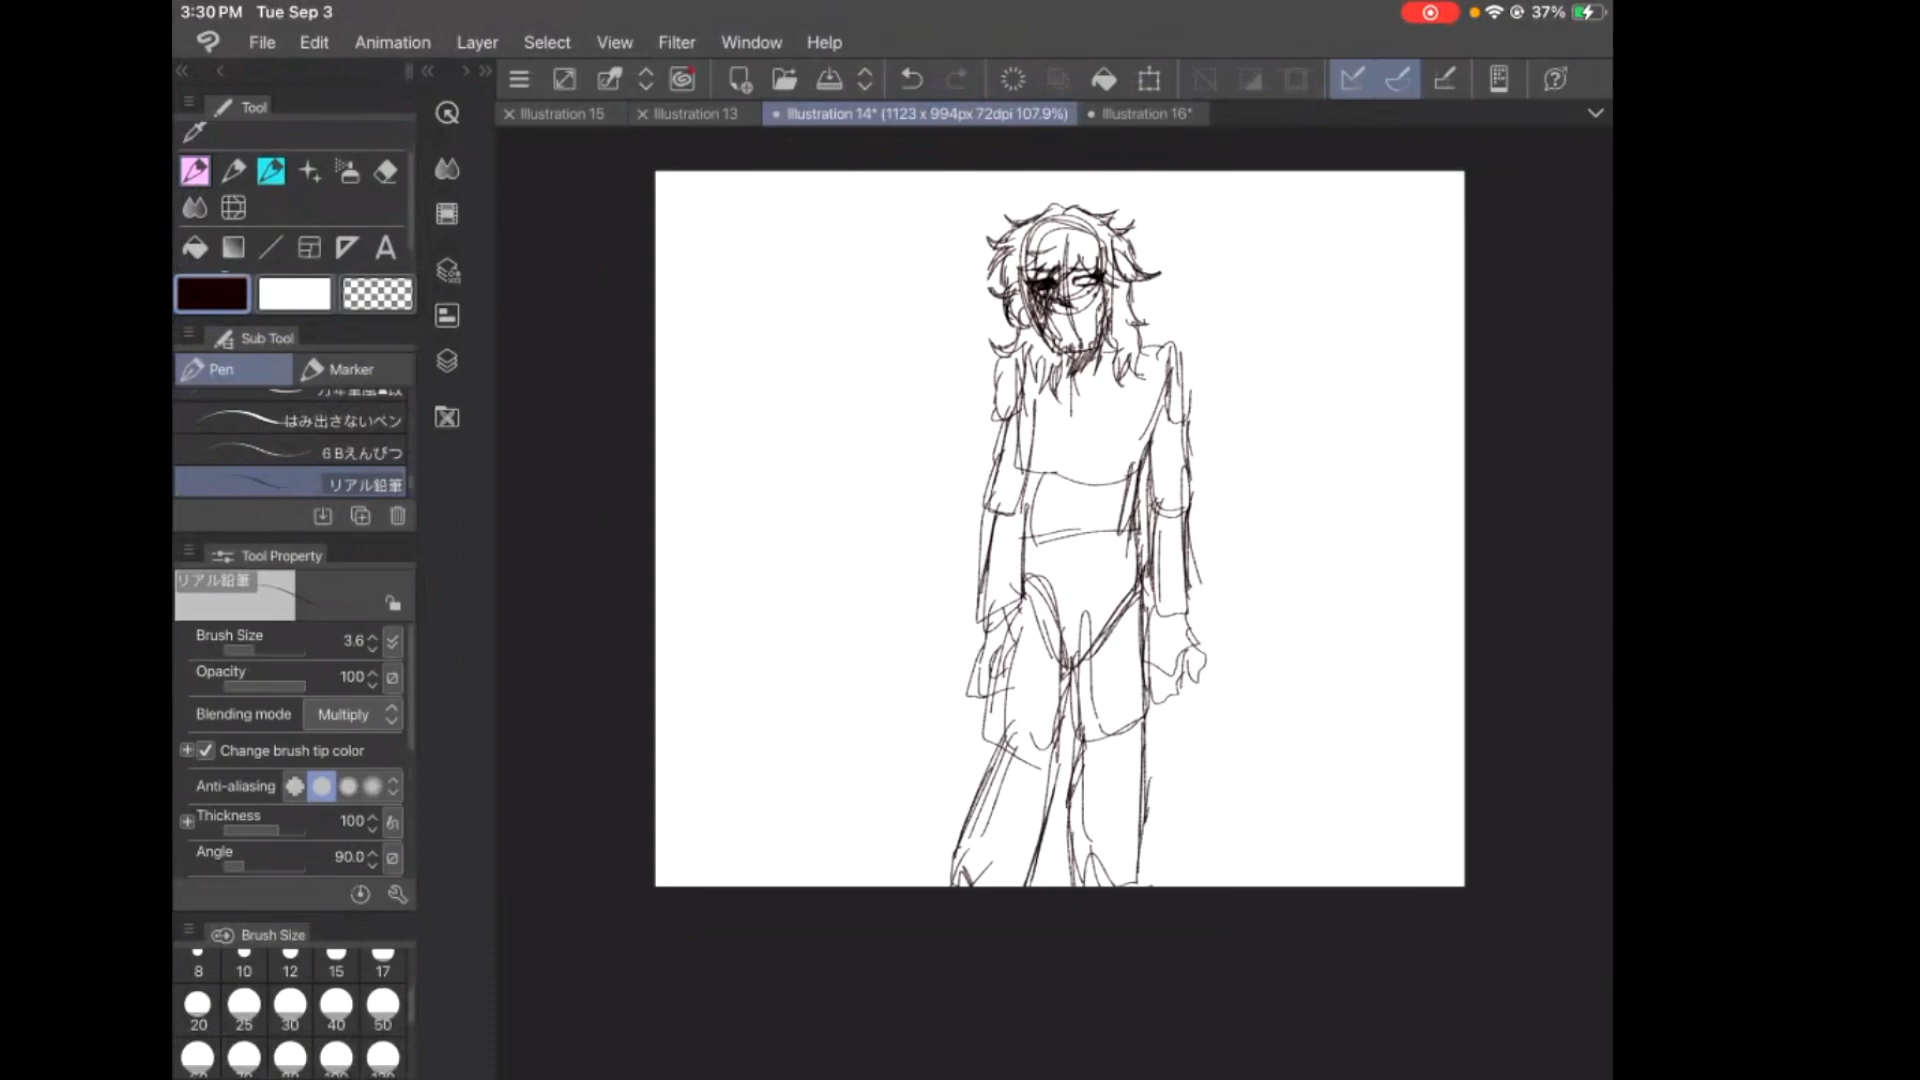 3:30 PM Tue Sep 3
37%
File Edit Animation Layer Select View Filter Window Help
Tool
Illustration 15
Illustration 13
Illustration 14* (1123 x 994px 72dpi 107.9%)
Illustration 16*
A
Sub Tool
Pen
Marker
はみ出さないペン
6Bえんぴつ
リアル鉛筆
Tool Property
リアル鉛筆
Brush Size 3.6
Opacity 100
Blending mode Multiply
Change brush tip color
Anti-aliasing
Thickness 100
Angle 90.0
Brush Size
8 10 12 15 17
20 25 30 40 50